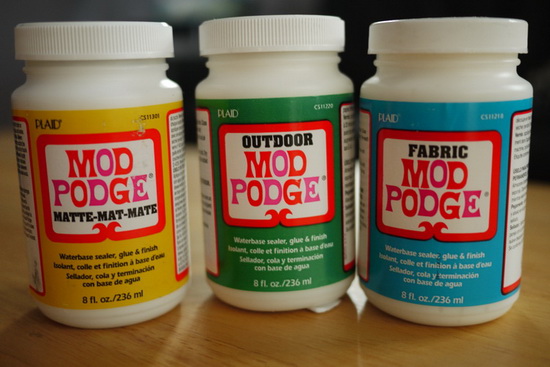 PLAID®
CS11301
MOD
PODGE®
MATTE-MAT-MATE
Waterbase sealer, glue & finish
Isolant, colle et finition à base d'eau
Sellador, cola y terminación
con base de agua
8 fl. oz./236 ml
PLAID
CS11220
OUTDOOR
MOD
PODGE®
Waterbase sealer, glue & finish
Isolant, colle et finition à base d'eau
Sellador, cola y terminación
con base de agua
8 fl. oz./236 ml
PLAID®
CS11218
FABRIC
MOD
PODGE®
Waterbase sealer, glue & finish
Isolant, colle et finition à base d'eau
Sellador, cola y terminación
con base de agua
8 fl. oz./236 ml